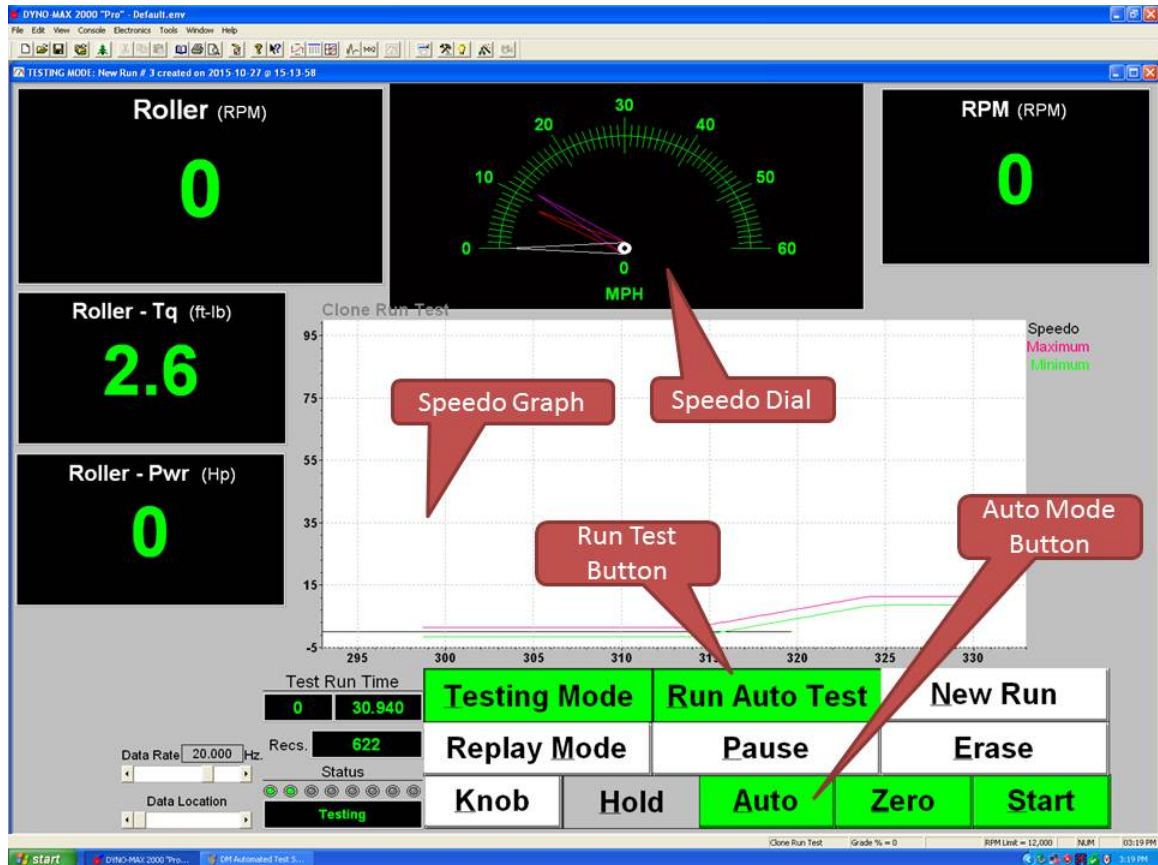 DYNO-MAX 2000 "Pro" - Default.env
File Edit View Console Electronics Tools Window Help
TESTING MODE: New Run # 3 created on 2015-10-27 @ 15-13-58
Roller (RPM)
0
0
10
20
30
40
50
60
0
MPH
RPM (RPM)
0
Roller - Tq (ft-lb)
2.6
Roller - Pwr (Hp)
0
Clone Run Test
Speedo
Maximum
Minimum
95
75
55
35
15
-5
295
300
305
310
320
325
330
Speedo Graph
Speedo Dial
Run Test
Button
Auto Mode
Button
Test Run Time
0 30.940
Recs. 622
Data Rate 20.000 Hz.
Status
Testing
Data Location
Testing Mode Run Auto Test New Run
Replay Mode Pause Erase
Knob Hold Auto Zero Start
Clone Run Test Grade % = 0 RPM Limit = 12,000 NUM 03:19 PM
start DYNO-MAX 2000 "Pro... DM Automated Test S... 3:19 PM